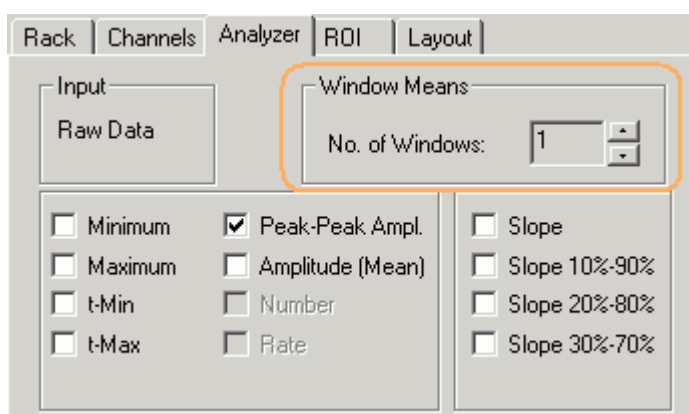 Rack Channels Analyzer ROI Layout
Input
Window Means
Raw Data
No. of Windows: 1
Minimum Peak-Peak Ampl. Slope
Maximum Amplitude (Mean) Slope 10%-90%
t-Min Number Slope 20%-80%
t-Max Rate Slope 30%-70%